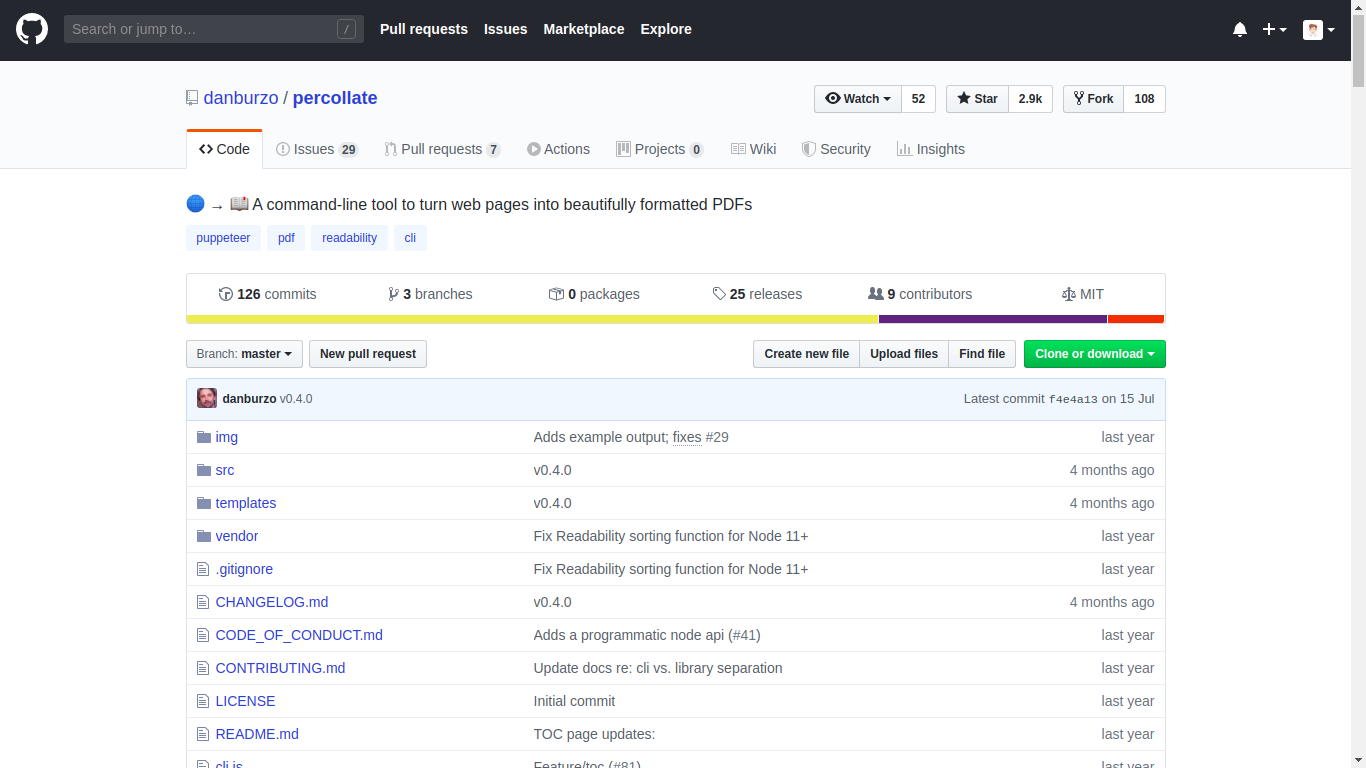 Search or jump to… / Pull requests Issues Marketplace Explore
danburzo / percollate Watch 52 Star 2.9k Fork 108
Code Issues 29 Pull requests 7 Actions Projects 0 Wiki Security Insights
→ A command-line tool to turn web pages into beautifully formatted PDFs
puppeteer pdf readability cli
126 commits 3 branches 0 packages 25 releases 9 contributors MIT
Branch: master New pull request Create new file Upload files Find file Clone or download
danburzo v0.4.0 Latest commit f4e4a13 on 15 Jul
img Adds example output; fixes #29 last year
src v0.4.0 4 months ago
templates v0.4.0 4 months ago
vendor Fix Readability sorting function for Node 11+ last year
.gitignore Fix Readability sorting function for Node 11+ last year
CHANGELOG.md v0.4.0 4 months ago
CODE_OF_CONDUCT.md Adds a programmatic node api (#41) last year
CONTRIBUTING.md Update docs re: cli vs. library separation last year
LICENSE Initial commit last year
README.md TOC page updates: last year
cli.js Feature/toc (#81) last year